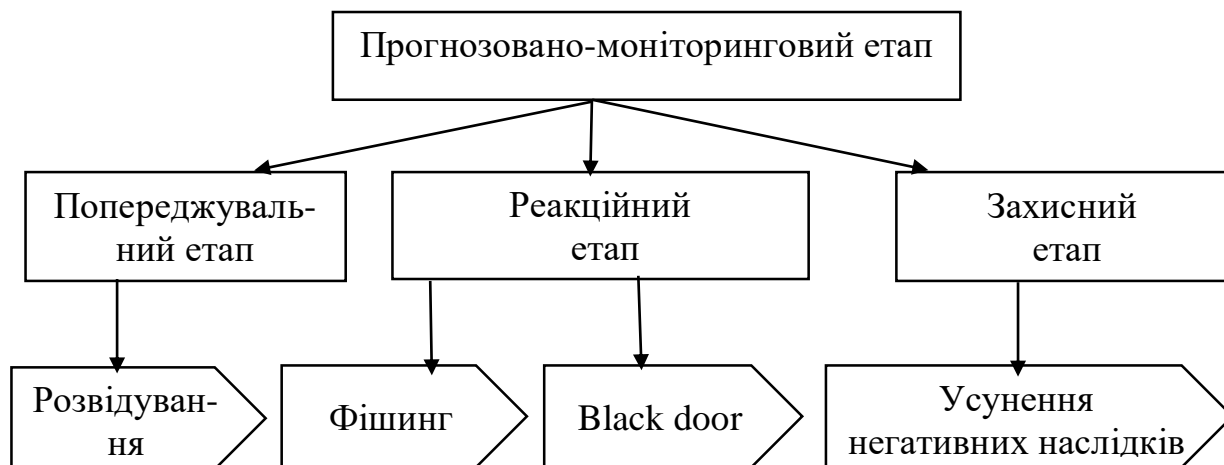 Прогнозовано-моніторинговий етап
Попереджуваль-
ний етап
Реакційний
етап
Захисний
етап
Розвідуван-
ня
Фішинг
Black door
Усунення
негативних наслідків